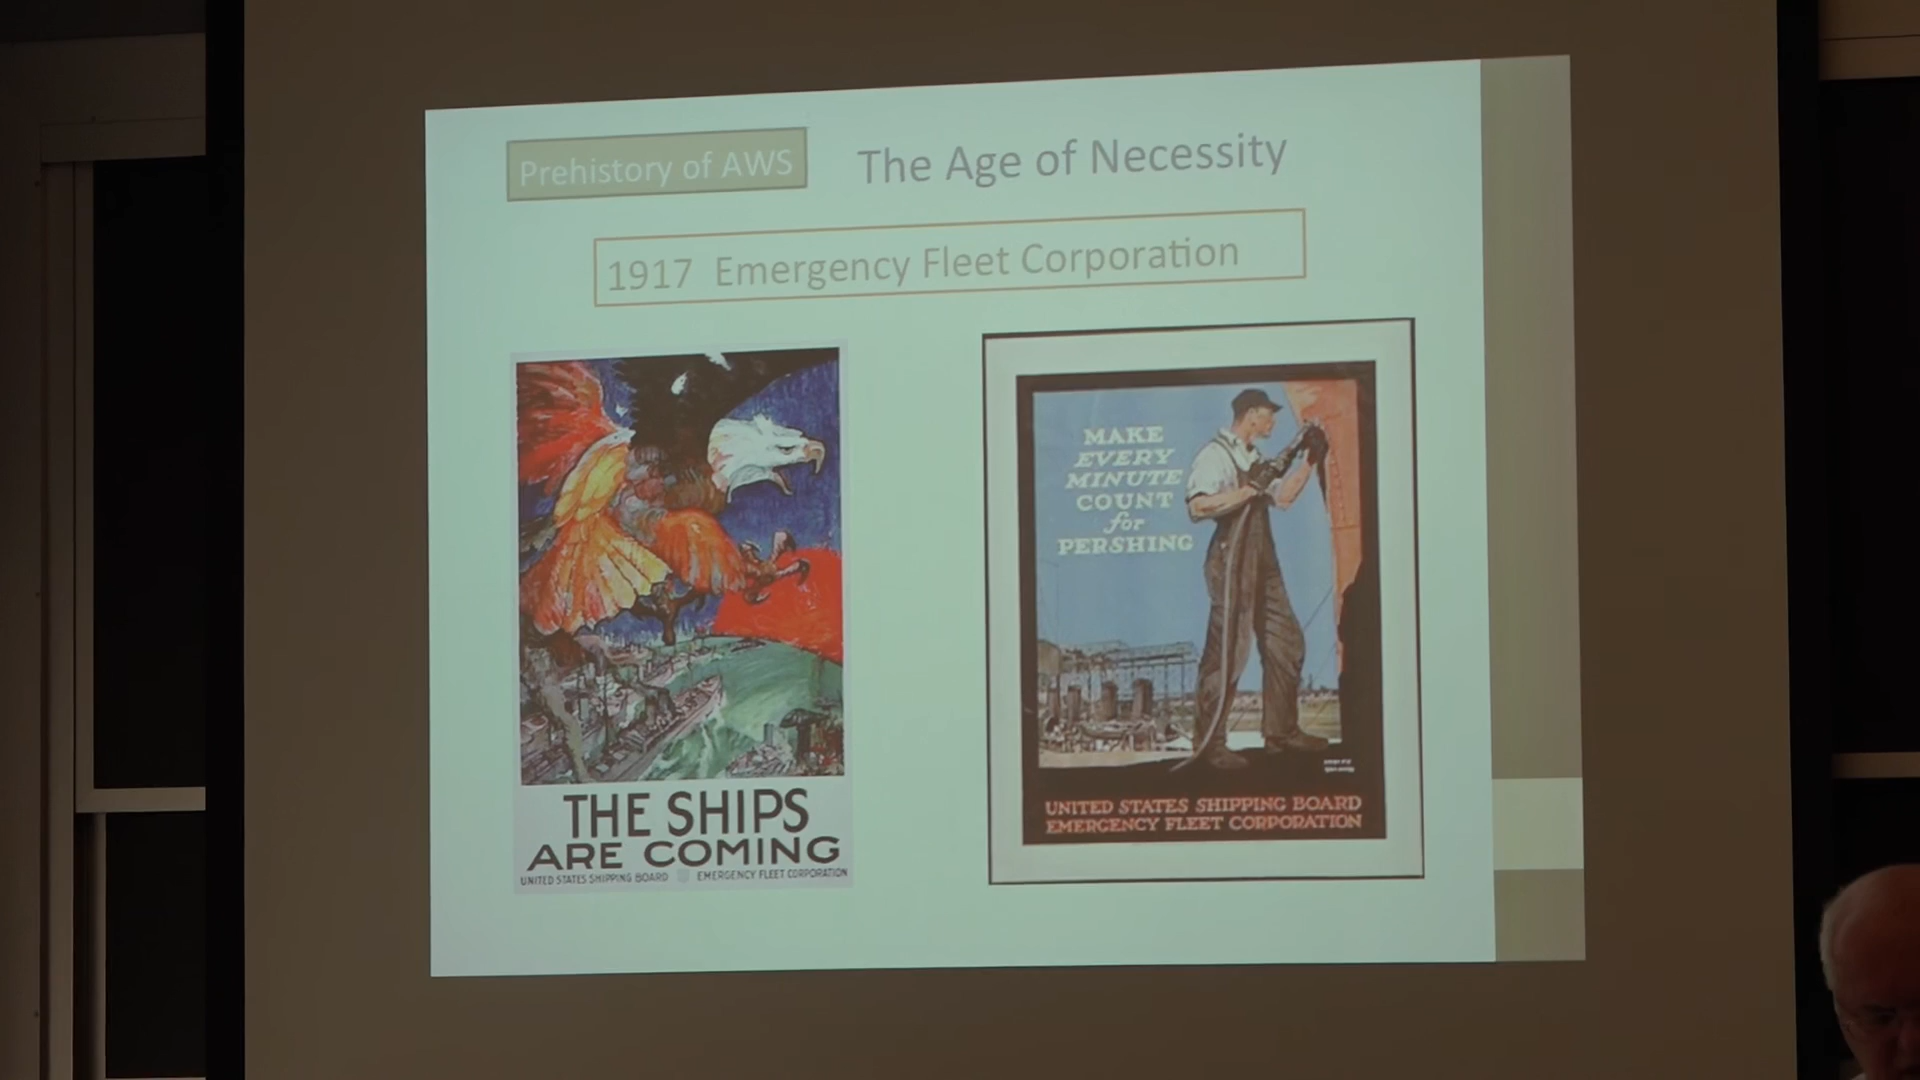 Prehistory of AWS
The Age of Necessity
1917 Emergency Fleet Corporation
THE SHIPS
ARE COMING
UNITED STATES SHIPPING BOARD EMERGENCY FLEET CORPORATION
MAKE
EVERY
MINUTE
COUNT
for
PERSHING
UNITED STATES SHIPPING BOARD
EMERGENCY FLEET CORPORATION